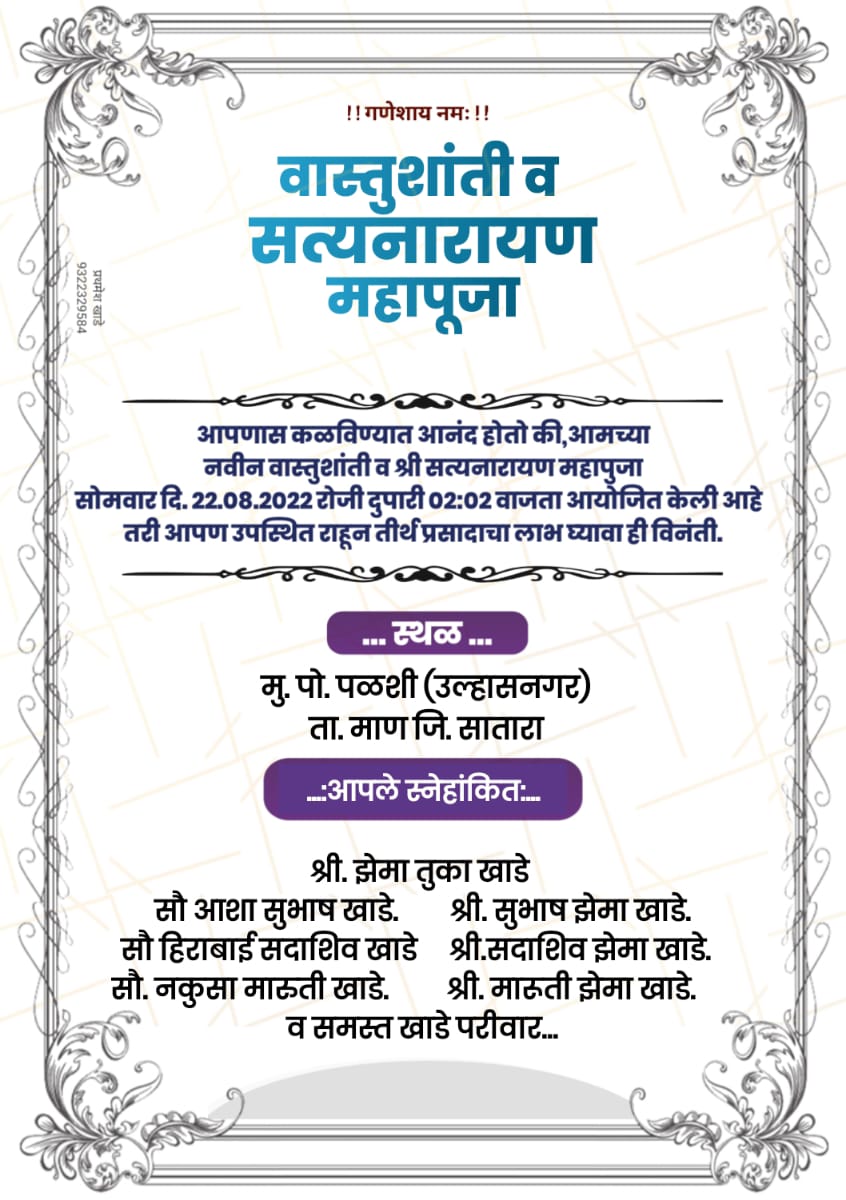 !!गणेशाय नमः!!
वास्तुशांती व
सत्यनारायण
महापूजा
प्रथमेश खाडे
9322329584
आपणास कळविण्यात आनंद होतो की,आमच्या
नवीन वास्तुशांती व श्री सत्यनारायण महापुजा
सोमवार दि. 22.08.2022 रोजी दुपारी 02:02 वाजता आयोजित केली आहे
तरी आपण उपस्थित राहून तीर्थ प्रसादाचा लाभ घ्यावा ही विनंती.
... स्थळ ...
मु. पो. पळशी (उल्हासनगर)
ता. माण जि. सातारा
...:आपले स्नेहांकित:...
श्री. झेमा तुका खाडे
सौ आशा सुभाष खाडे. श्री. सुभाष झेमा खाडे.
सौ हिराबाई सदाशिव खाडे श्री.सदाशिव झेमा खाडे.
सौ. नकुसा मारुती खाडे. श्री. मारूती झेमा खाडे.
व समस्त खाडे परीवार...